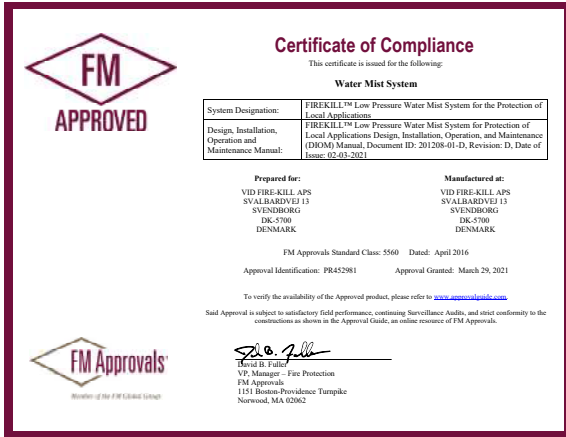 FM
APPROVED
Certificate of Compliance
This certificate is issued for the following:
Water Mist System
System Designation:
FIREKILL™ Low Pressure Water Mist System for the Protection of
Local Applications
Design, Installation,
Operation and
Maintenance Manual:
FIREKILL™ Low Pressure Water Mist System for Protection of
Local Applications Design, Installation, Operation, and Maintenance
(DIOM) Manual, Document ID: 201208-01-D, Revision: D, Date of
Issue: 02-03-2021
Prepared for:
VID FIRE-KILL APS
SVALBARDVEJ 13
SVENDBORG
DK-5700
DENMARK
Manufactured at:
VID FIRE-KILL APS
SVALBARDVEJ 13
SVENDBORG
DK-5700
DENMARK
FM Approvals Standard Class: 5560 Dated: April 2016
Approval Identification: PR452981 Approval Granted: March 29, 2021
To verify the availability of the Approved product, please refer to www.approvalguide.com.
Said Approval is subject to satisfactory field performance, continuing Surveillance Audits, and strict conformity to the
constructions as shown in the Approval Guide, an online resource of FM Approvals.
David B. Fuller
VP, Manager – Fire Protection
FM Approvals
1151 Boston-Providence Turnpike
Norwood, MA 02062
FM Approvals
Member of the FM Global Group